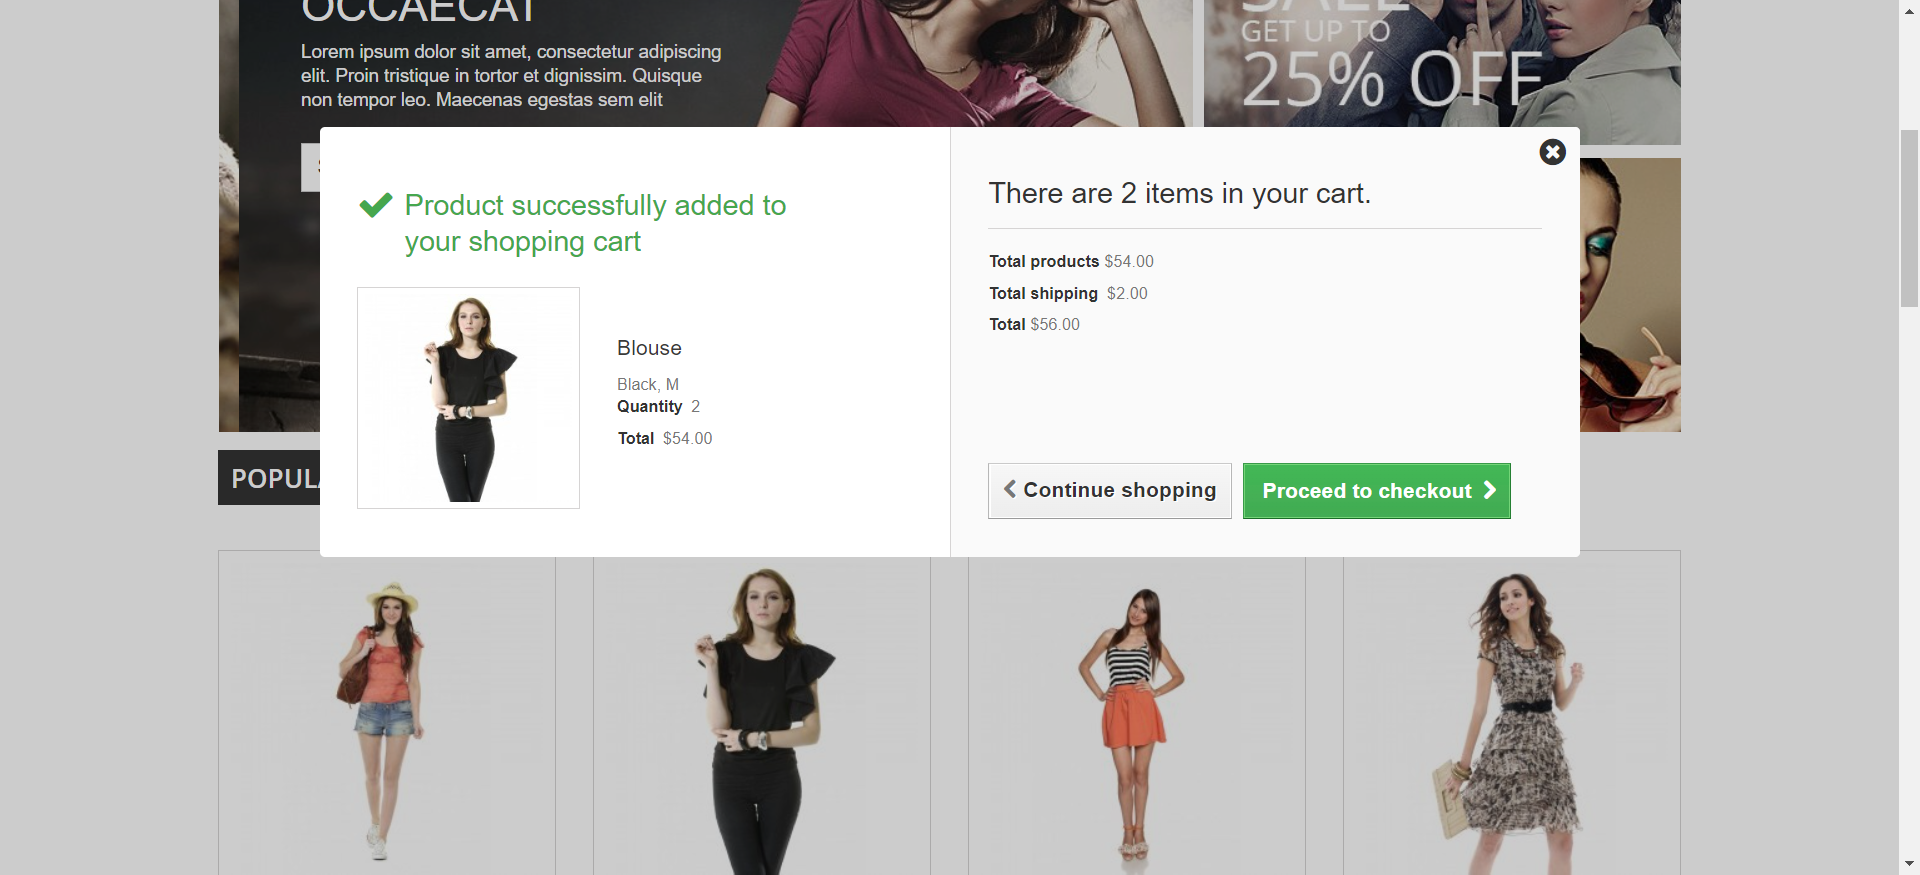 OCCAECAT
Lorem ipsum dolor sit amet, consectetur adipiscing
elit. Proin tristique in tortor et dignissim. Quisque
non tempor leo. Maecenas egestas sem elit
SALE
GET UP TO
25% OFF
Product successfully added to
your shopping cart
Blouse
Black, M
Quantity 2
Total $54.00
There are 2 items in your cart.
Total products $54.00
Total shipping $2.00
Total $56.00
Continue shopping
Proceed to checkout
POPULA